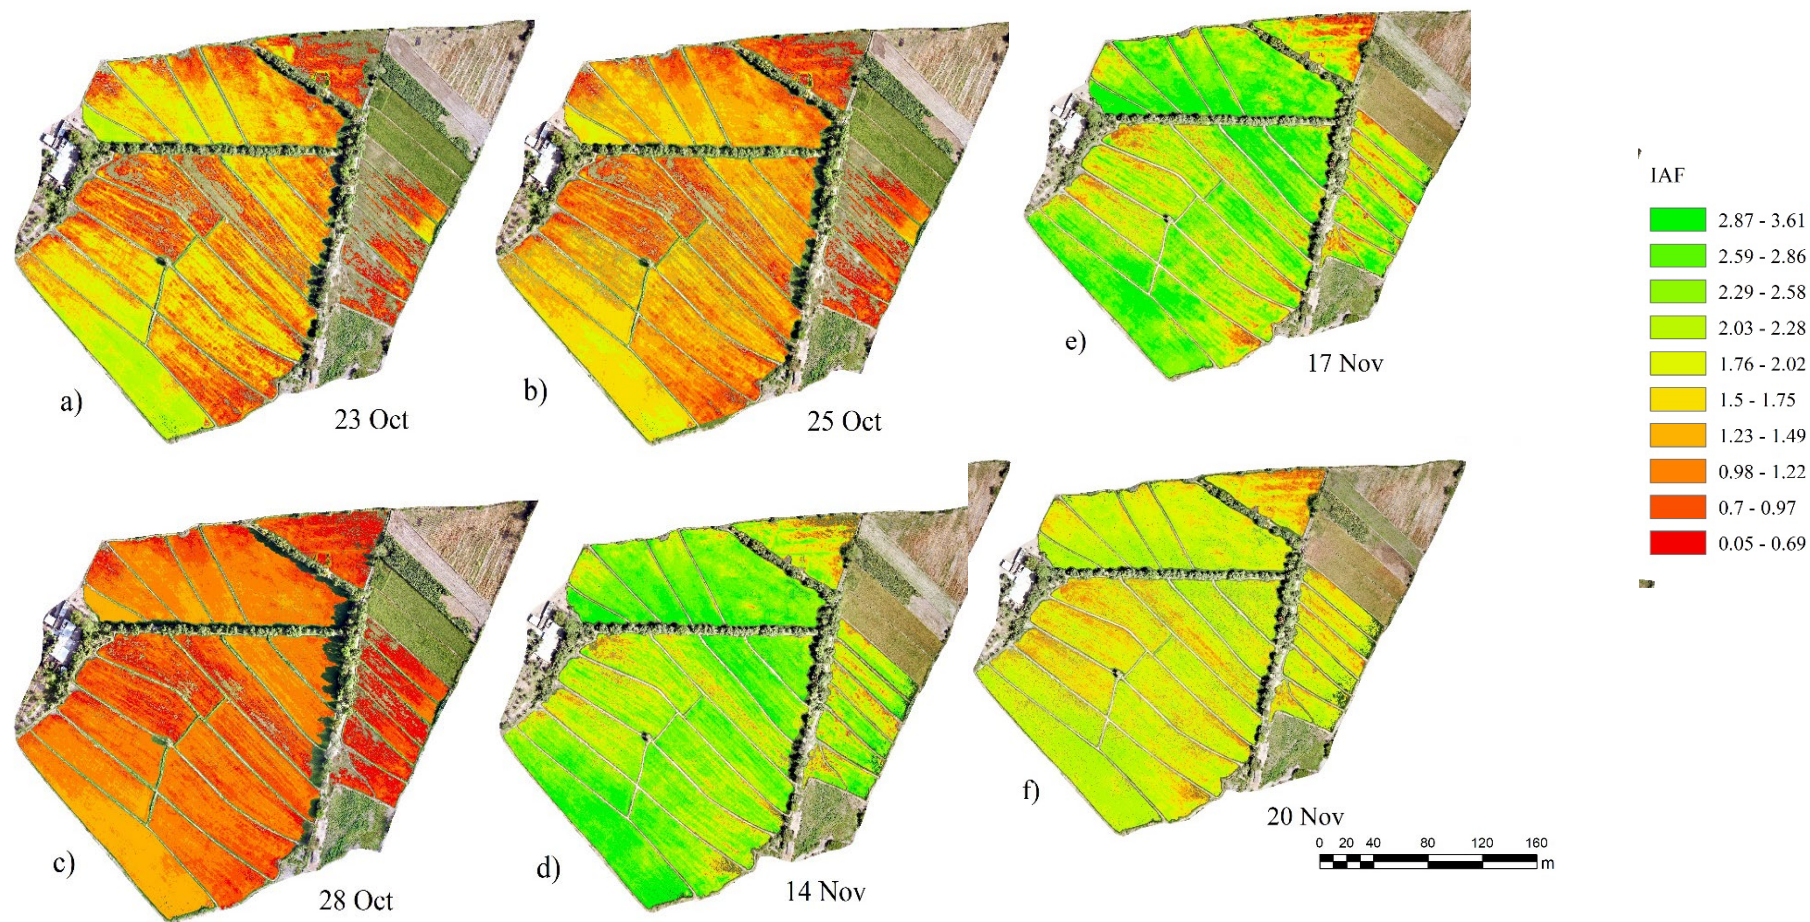 a)
23 Oct
b)
25 Oct
e)
17 Nov
IAF
2.87 - 3.61
2.59 - 2.86
2.29 - 2.58
2.03 - 2.28
1.76 - 2.02
1.5 - 1.75
1.23 - 1.49
0.98 - 1.22
0.7 - 0.97
0.05 - 0.69
c)
28 Oct
d)
14 Nov
f)
20 Nov
0 20 40 80 120 160
m